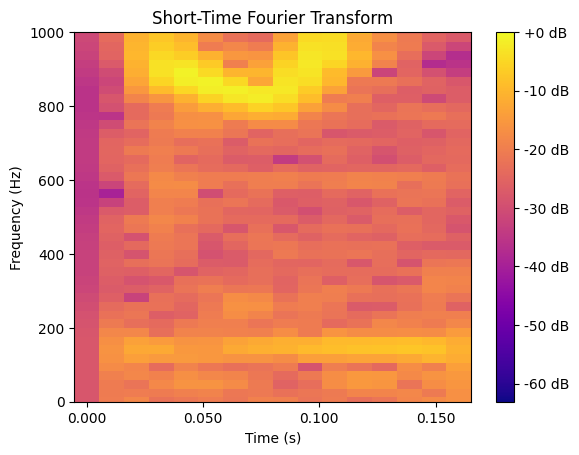 Short-Time Fourier Transform
Frequency (Hz)
1000
800
600
400
200
0
0.000
0.050
0.100
0.150
Time (s)
+0 dB
-10 dB
-20 dB
-30 dB
-40 dB
-50 dB
-60 dB